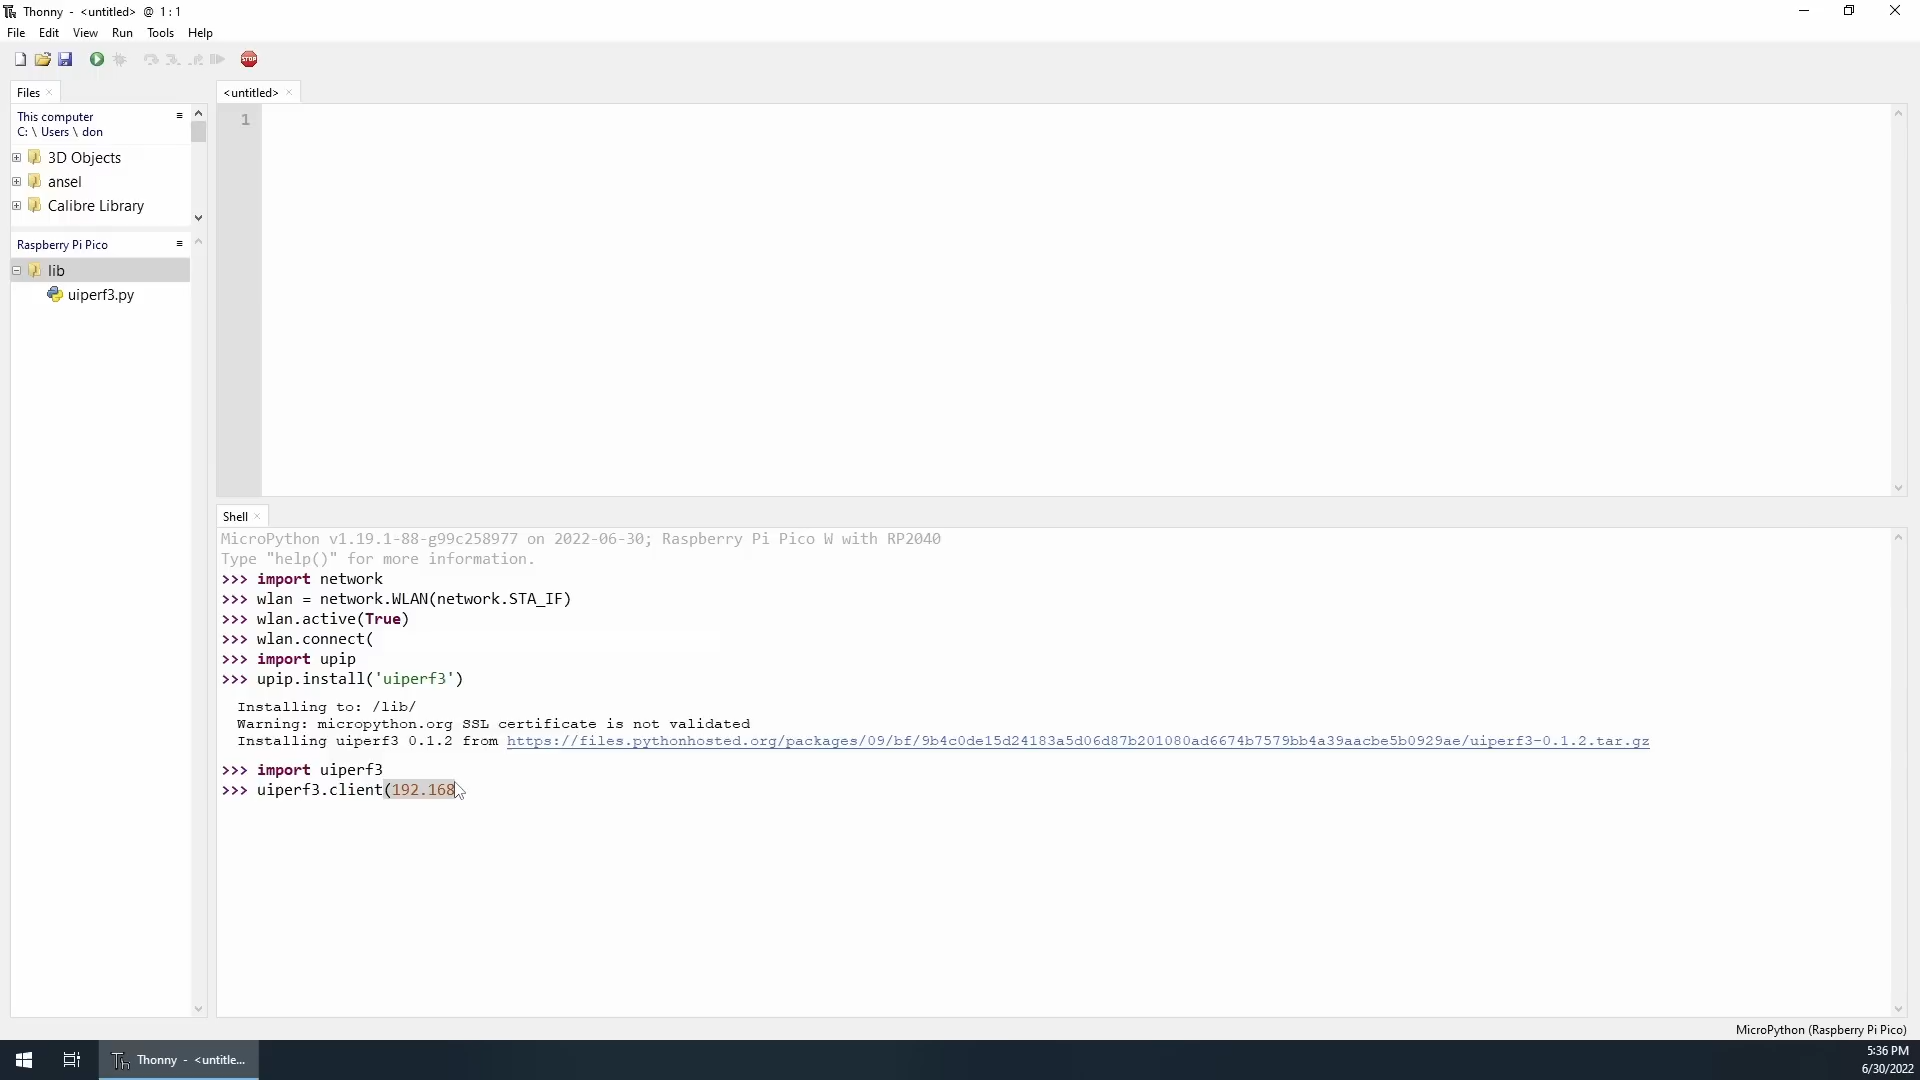 Thonny - <untitled> @ 1 : 1
File Edit View Run Tools Help
STOP
Files
<untitled>
This computer
C: \ Users \ don
3D Objects
ansel
Calibre Library
Raspberry Pi Pico
lib
uiperf3.py
1
Shell
MicroPython v1.19.1-88-g99c258977 on 2022-06-30; Raspberry Pi Pico W with RP2040
Type "help()" for more information.
>>> import network
>>> wlan = network.WLAN(network.STA_IF)
>>> wlan.active(True)
>>> wlan.connect(
>>> import upip
>>> upip.install('uiperf3')
Installing to: /lib/
Warning: micropython.org SSL certificate is not validated
Installing uiperf3 0.1.2 from https://files.pythonhosted.org/packages/09/bf/9b4c0de15d24183a5d06d87b201080ad6674b7579bb4a39aacbe5b0929ae/uiperf3-0.1.2.tar.gz
>>> import uiperf3
>>> uiperf3.client(192.168
MicroPython (Raspberry Pi Pico)
Thonny - <untitle...
5:36 PM
6/30/2022